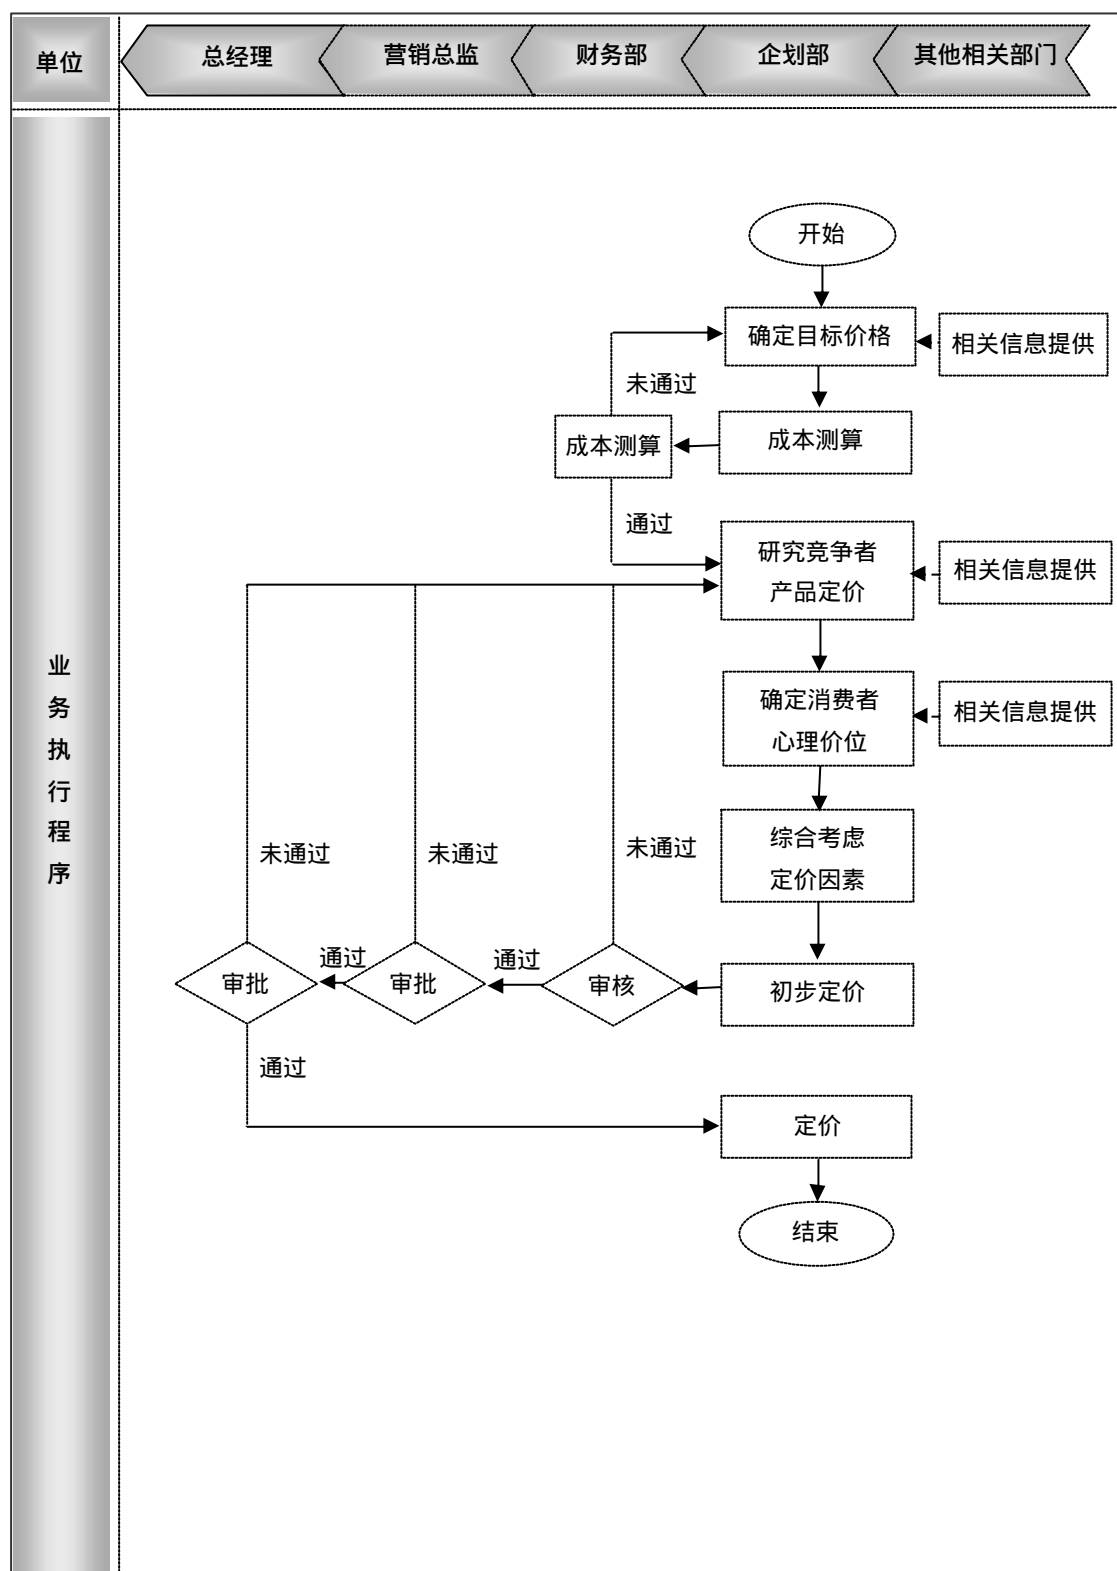 单位
总经理
营销总监
财务部
企划部
其他相关部门
业
务
执
行
程
序
开始
确定目标价格
相关信息提供
未通过
成本测算
成本测算
通过
研究竞争者
产品定价
相关信息提供
确定消费者
心理价位
相关信息提供
综合考虑
定价因素
未通过
未通过
未通过
审批
通过
审批
通过
审核
初步定价
通过
定价
结束